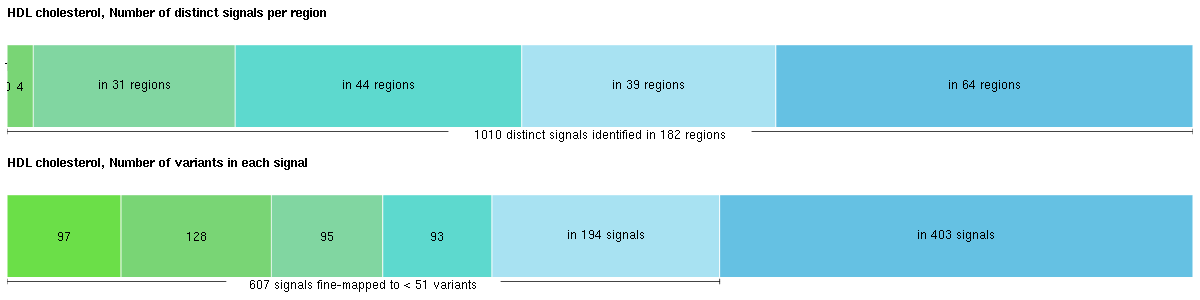 HDL cholesterol, Number of distinct signals per region
0 4 in 31 regions in 44 regions in 39 regions in 64 regions
1010 distinct signals identified in 182 regions
HDL cholesterol, Number of variants in each signal
97 128 95 93 in 194 signals in 403 signals
607 signals fine-mapped to < 51 variants